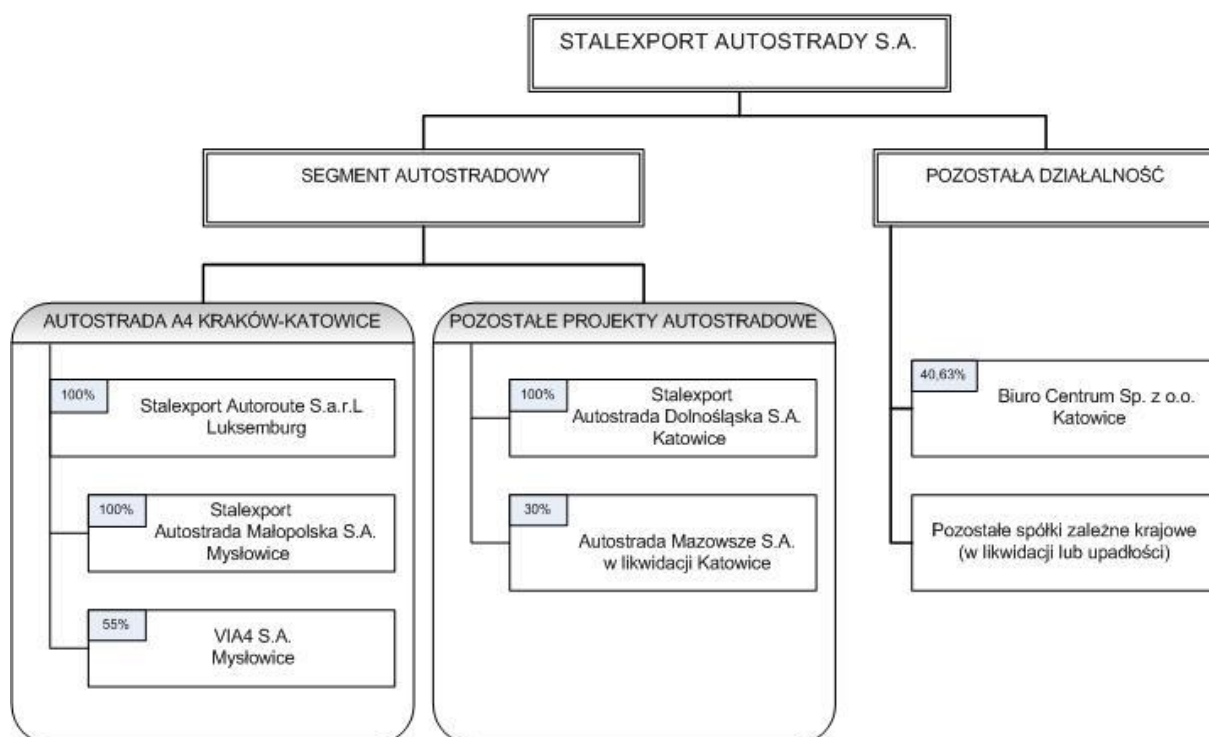 STALEXPORT AUTOSTRADY S.A.
SEGMENT AUTOSTRADOWY
POZOSTAŁA DZIAŁALNOŚĆ
AUTOSTRADA A4 KRAKÓW-KATOWICE
100%
Stalexport Autoroute S.a.r.L
Luksemburg
100%
Stalexport
Autostrada Małopolska S.A.
Mysłowice
55%
VIA4 S.A.
Mysłowice
POZOSTAŁE PROJEKTY AUTOSTRADOWE
100%
Stalexport
Autostrada Dolnośląska S.A.
Katowice
30%
Autostrada Mazowsze S.A.
w likwidacji Katowice
40,63%
Biuro Centrum Sp. z o.o.
Katowice
Pozostałe spółki zależne krajowe
(w likwidacji lub upadłości)